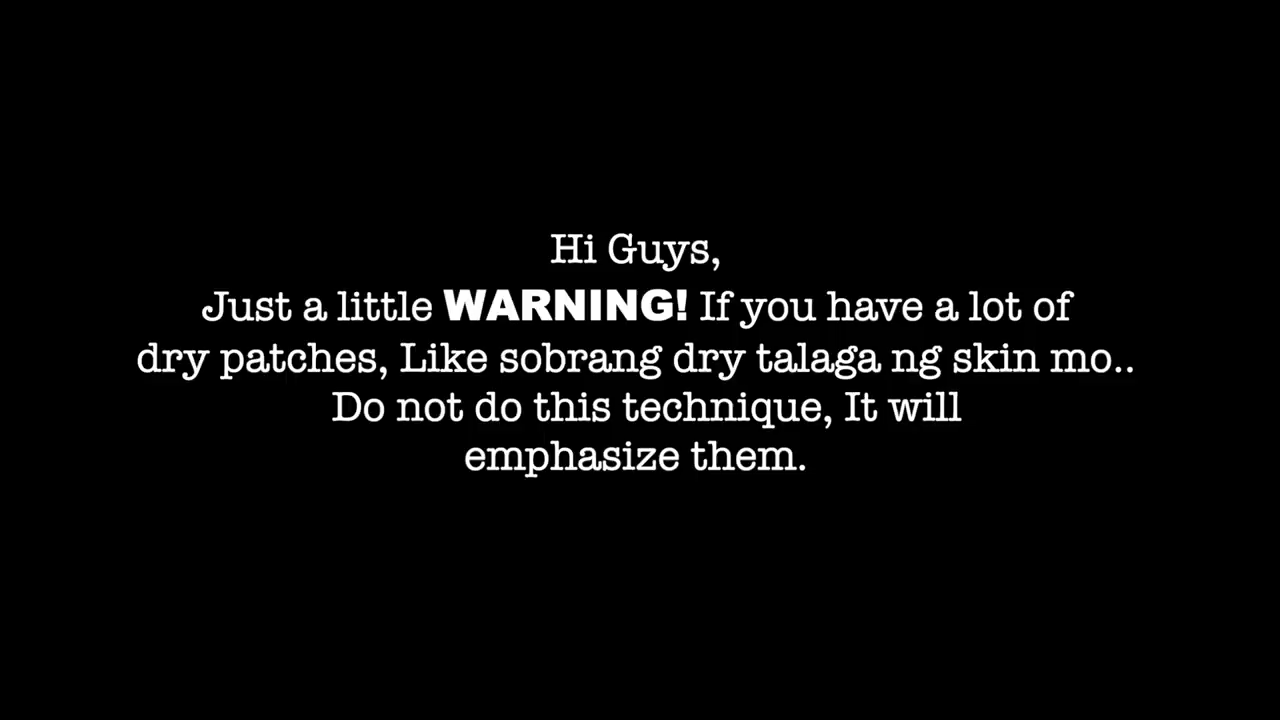 Hi Guys,
Just a little WARNING! If you have a lot of
dry patches, Like sobrang dry talaga ng skin mo..
Do not do this technique, It will
emphasize them.